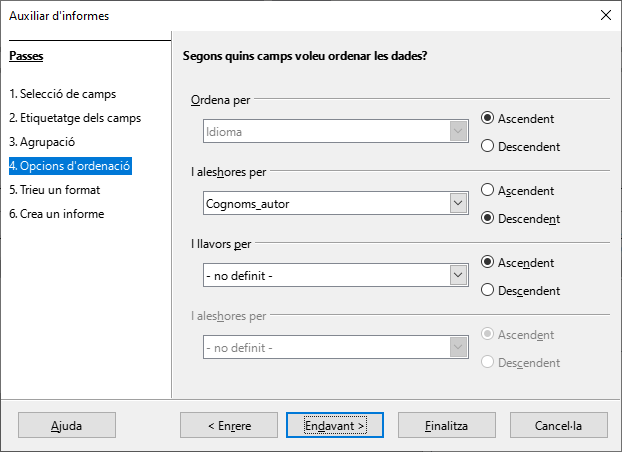 Auxiliar d'informes
Passes
1. Selecció de camps
2. Etiquetatge dels camps
3. Agrupació
4. Opcions d'ordenació
5. Trieu un format
6. Crea un informe
Segons quins camps voleu ordenar les dades?
Ordena per
Idioma
Ascendent
Descendent
I aleshores per
Cognoms_autor
Ascendent
Descendent
I llavors per
- no definit -
Ascendent
Descendent
I aleshores per
- no definit -
Ascendent
Descendent
Ajuda
< Enrere
Endavant >
Finalitza
Cancel·la